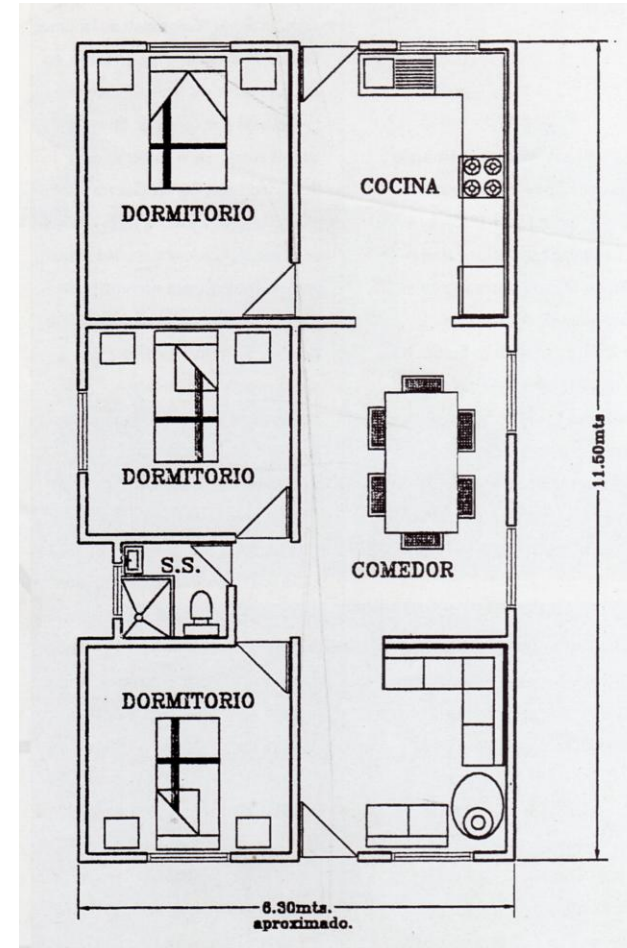 COCINA
DORMITORIO
DORMITORIO
S.S.
COMEDOR
DORMITORIO
11.50mts
6.30mts.
aproximado.